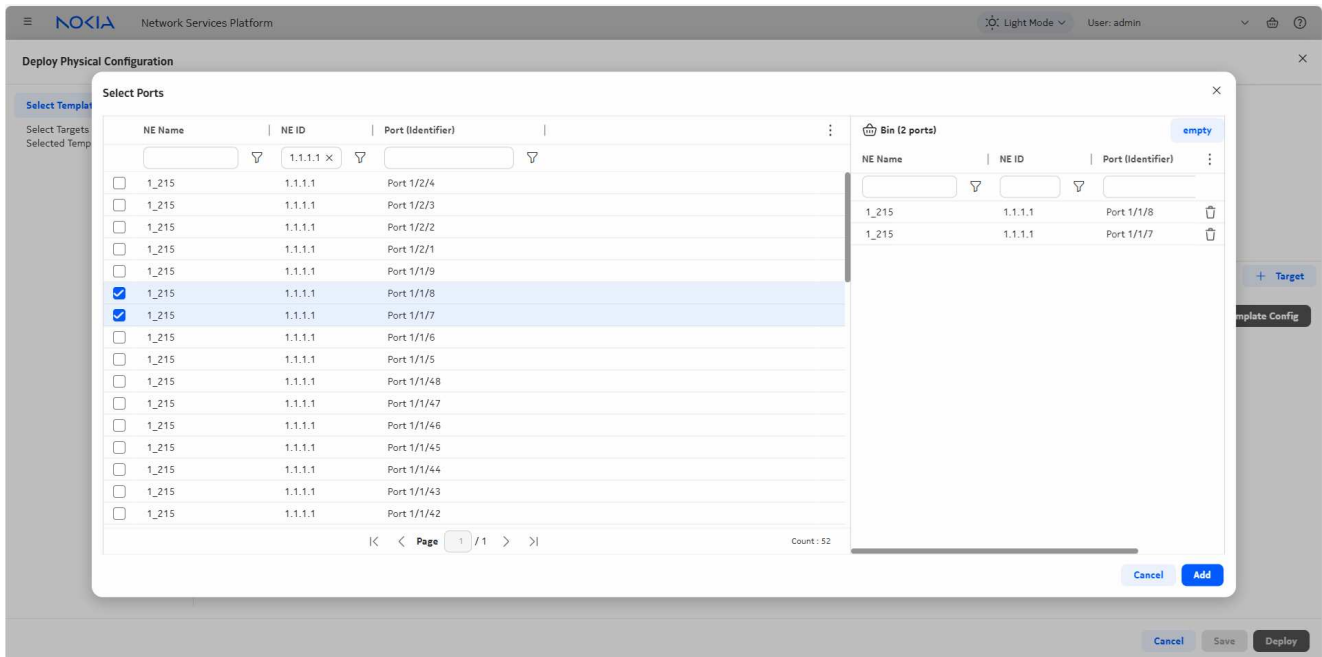 NOKIA Network Services Platform Light Mode User: admin
Deploy Physical Configuration
Select Templat
Select Targets
Selected Temp
Select Ports
NE Name NE ID Port (Identifier)
1.1.1.1
1_215 1.1.1.1 Port 1/2/4
1_215 1.1.1.1 Port 1/2/3
1_215 1.1.1.1 Port 1/2/2
1_215 1.1.1.1 Port 1/2/1
1_215 1.1.1.1 Port 1/1/9
1_215 1.1.1.1 Port 1/1/8
1_215 1.1.1.1 Port 1/1/7
1_215 1.1.1.1 Port 1/1/6
1_215 1.1.1.1 Port 1/1/5
1_215 1.1.1.1 Port 1/1/48
1_215 1.1.1.1 Port 1/1/47
1_215 1.1.1.1 Port 1/1/46
1_215 1.1.1.1 Port 1/1/45
1_215 1.1.1.1 Port 1/1/44
1_215 1.1.1.1 Port 1/1/43
1_215 1.1.1.1 Port 1/1/42
Page 1 / 1 Count : 52
Bin (2 ports) empty
NE Name NE ID Port (Identifier)
1_215 1.1.1.1 Port 1/1/8
1_215 1.1.1.1 Port 1/1/7
Cancel Add
+ Target
mplate Config
Cancel Save Deploy